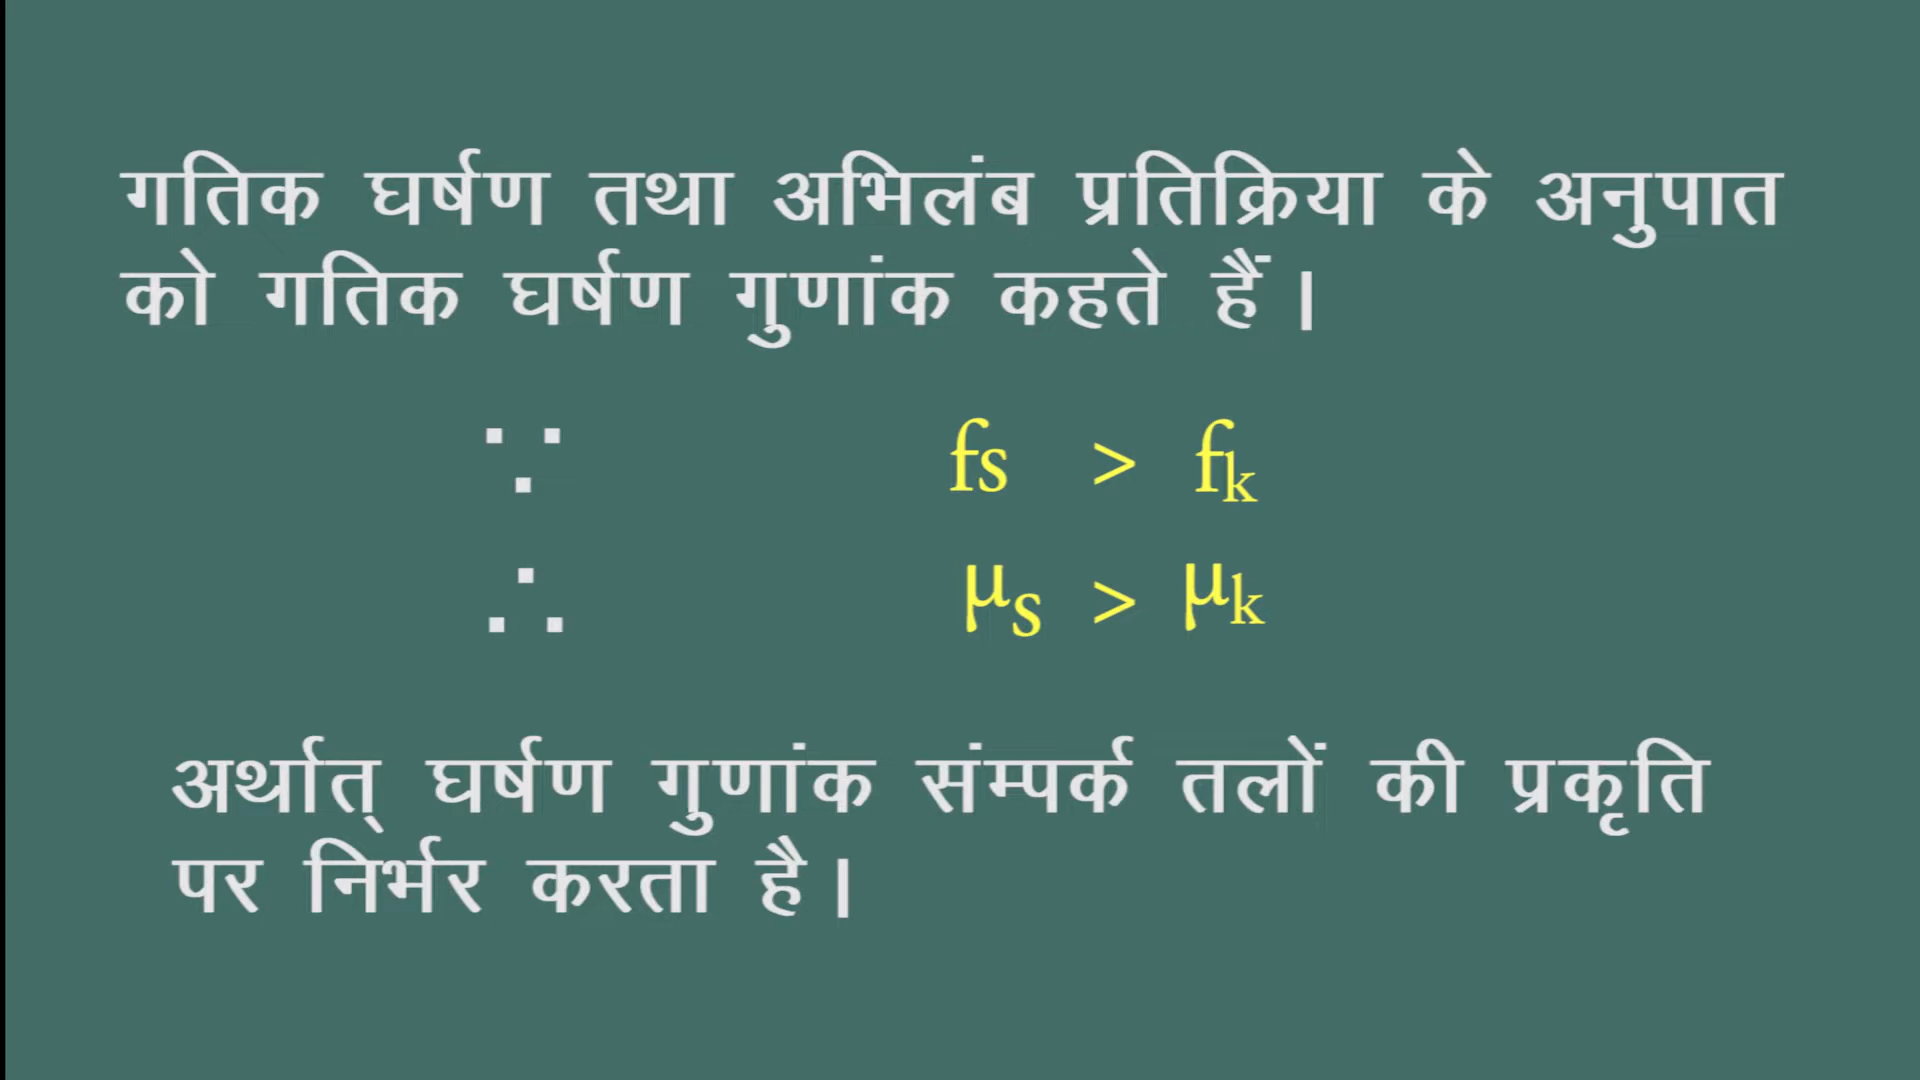 गतिक घर्षण तथा अभिलंब प्रतिक्रिया के अनुपात
को गतिक घर्षण गुणांक कहते हैं।
∵ fs > fk
∴ μs > μk
अर्थात् घर्षण गुणांक संम्पर्क तलों की प्रकृति
पर निर्भर करता है।